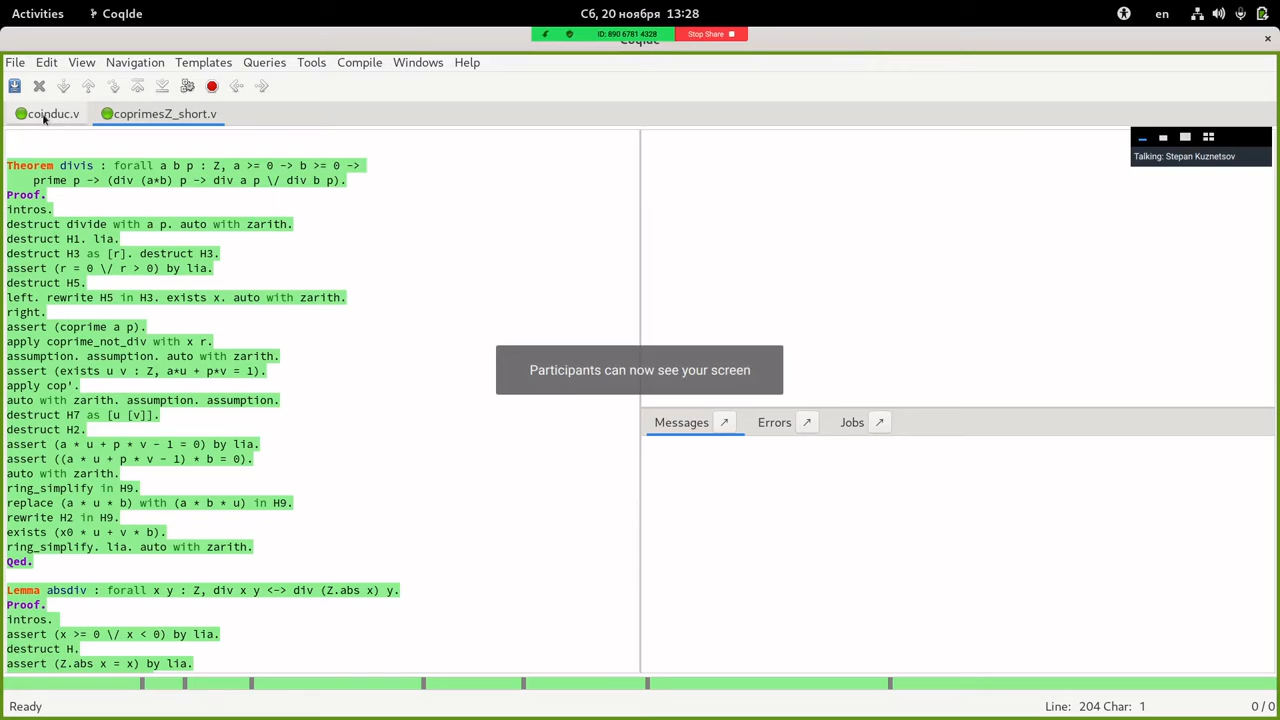 Activities
CoqIde
Сб, 20 ноября 13:28
en
ID: 890 6781 4328
Stop Share
File Edit View Navigation Templates Queries Tools Compile Windows Help
coinduc.v
coprimesZ_short.v
Talking: Stepan Kuznetsov
Theorem divis : forall a b p : Z, a >= 0 -> b >= 0 ->
prime p -> (div (a*b) p -> div a p \/ div b p).
Proof.
intros.
destruct divide with a p. auto with zarith.
destruct H1. lia.
destruct H3 as [r]. destruct H3.
assert (r = 0 \/ r > 0) by lia.
destruct H5.
left. rewrite H5 in H3. exists x. auto with zarith.
right.
assert (coprime a p).
apply coprime_not_div with x r.
assumption. assumption. auto with zarith.
assert (exists u v : Z, a*u + p*v = 1).
apply cop'.
auto with zarith. assumption. assumption.
destruct H7 as [u [v]].
destruct H2.
assert (a * u + p * v - 1 = 0) by lia.
assert ((a * u + p * v - 1) * b = 0).
auto with zarith.
ring_simplify in H9.
replace (a * u * b) with (a * b * u) in H9.
rewrite H2 in H9.
exists (x0 * u + v * b).
ring_simplify. lia. auto with zarith.
Qed.
Lemma absdiv : forall x y : Z, div x y <-> div (Z.abs x) y.
Proof.
intros.
assert (x >= 0 \/ x < 0) by lia.
destruct H.
assert (Z.abs x = x) by lia.
Participants can now see your screen
Messages
Errors
Jobs
Ready
Line: 204 Char: 1
0 / 0